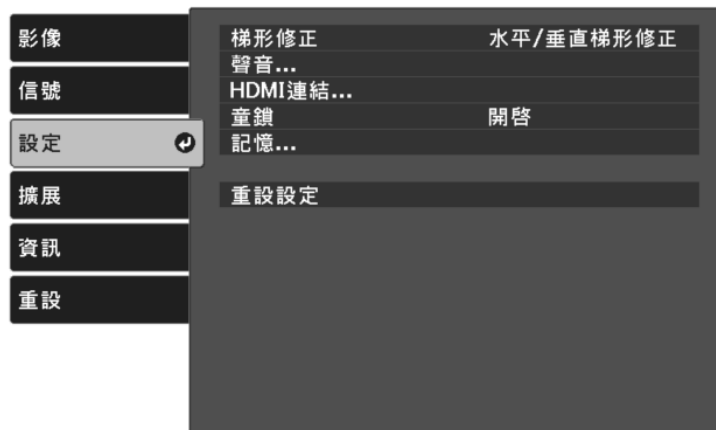 影像
信號
設定
擴展
資訊
重設
梯形修正 水平/垂直梯形修正
聲音...
HDMI連結...
童鎖 開啓
記憶...
重設設定